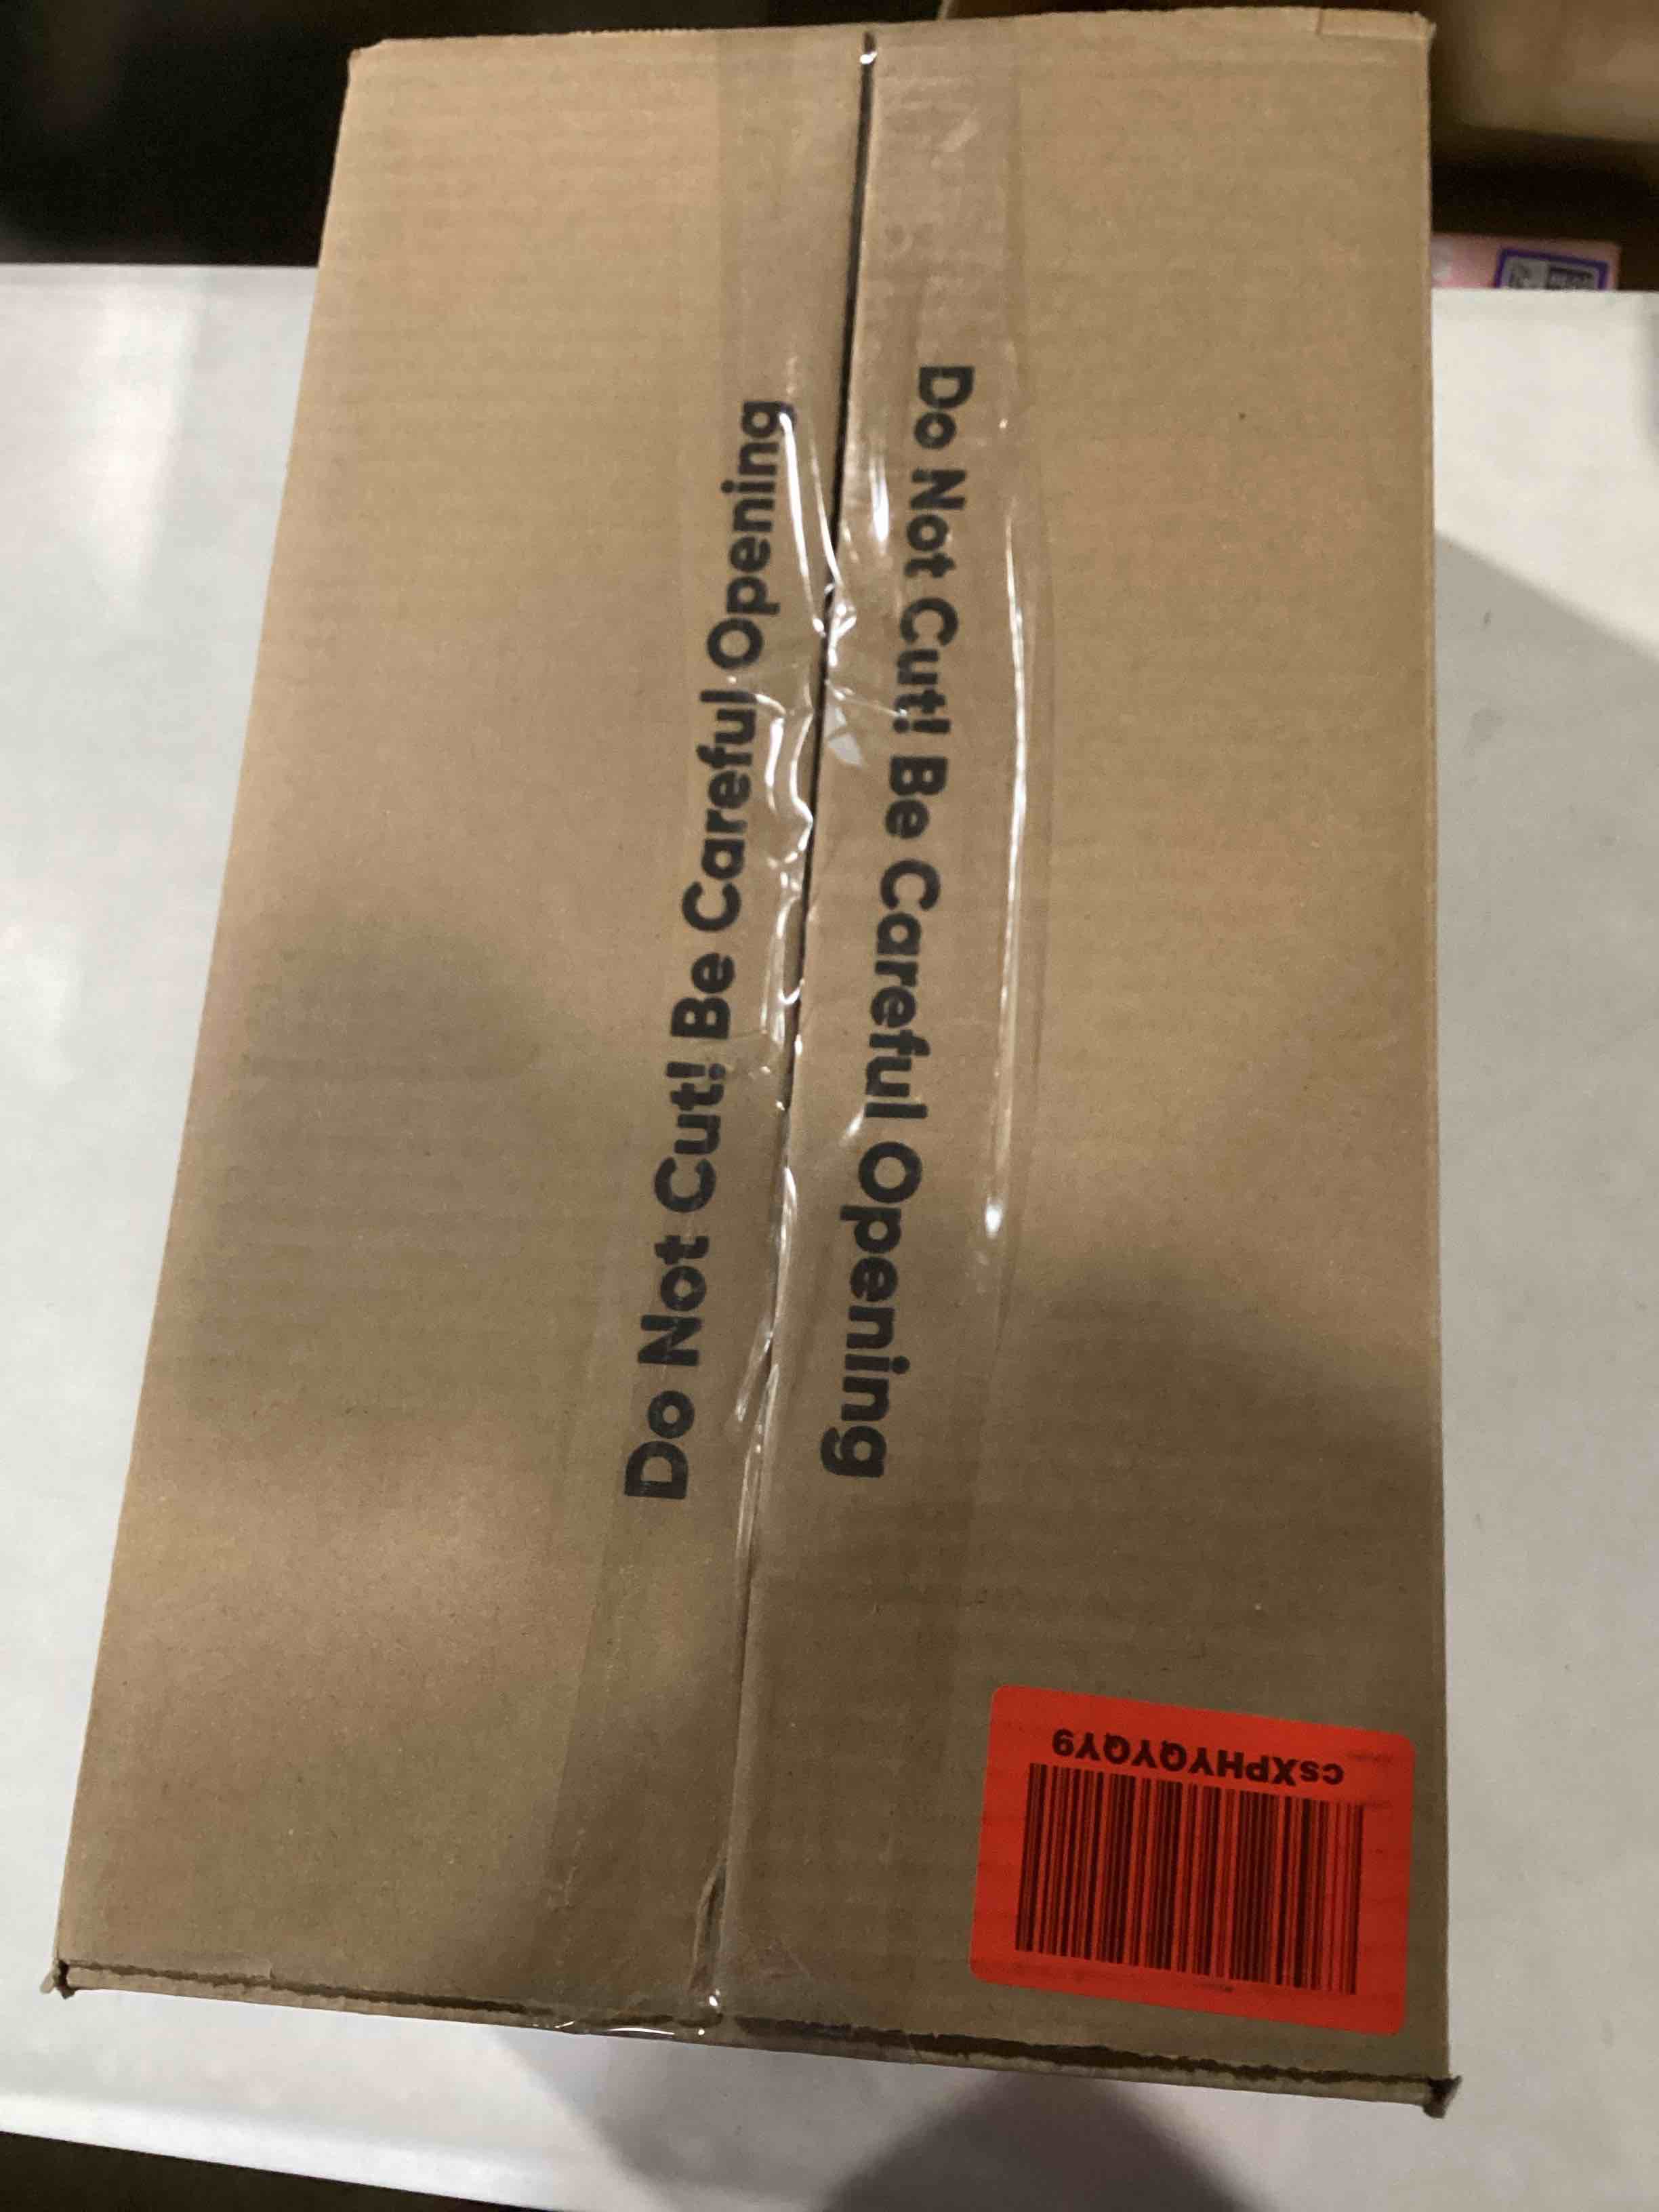 Do Not Cut! Be Careful Opening
Do Not Cut! Be Careful Opening
csXPHYQYQY9